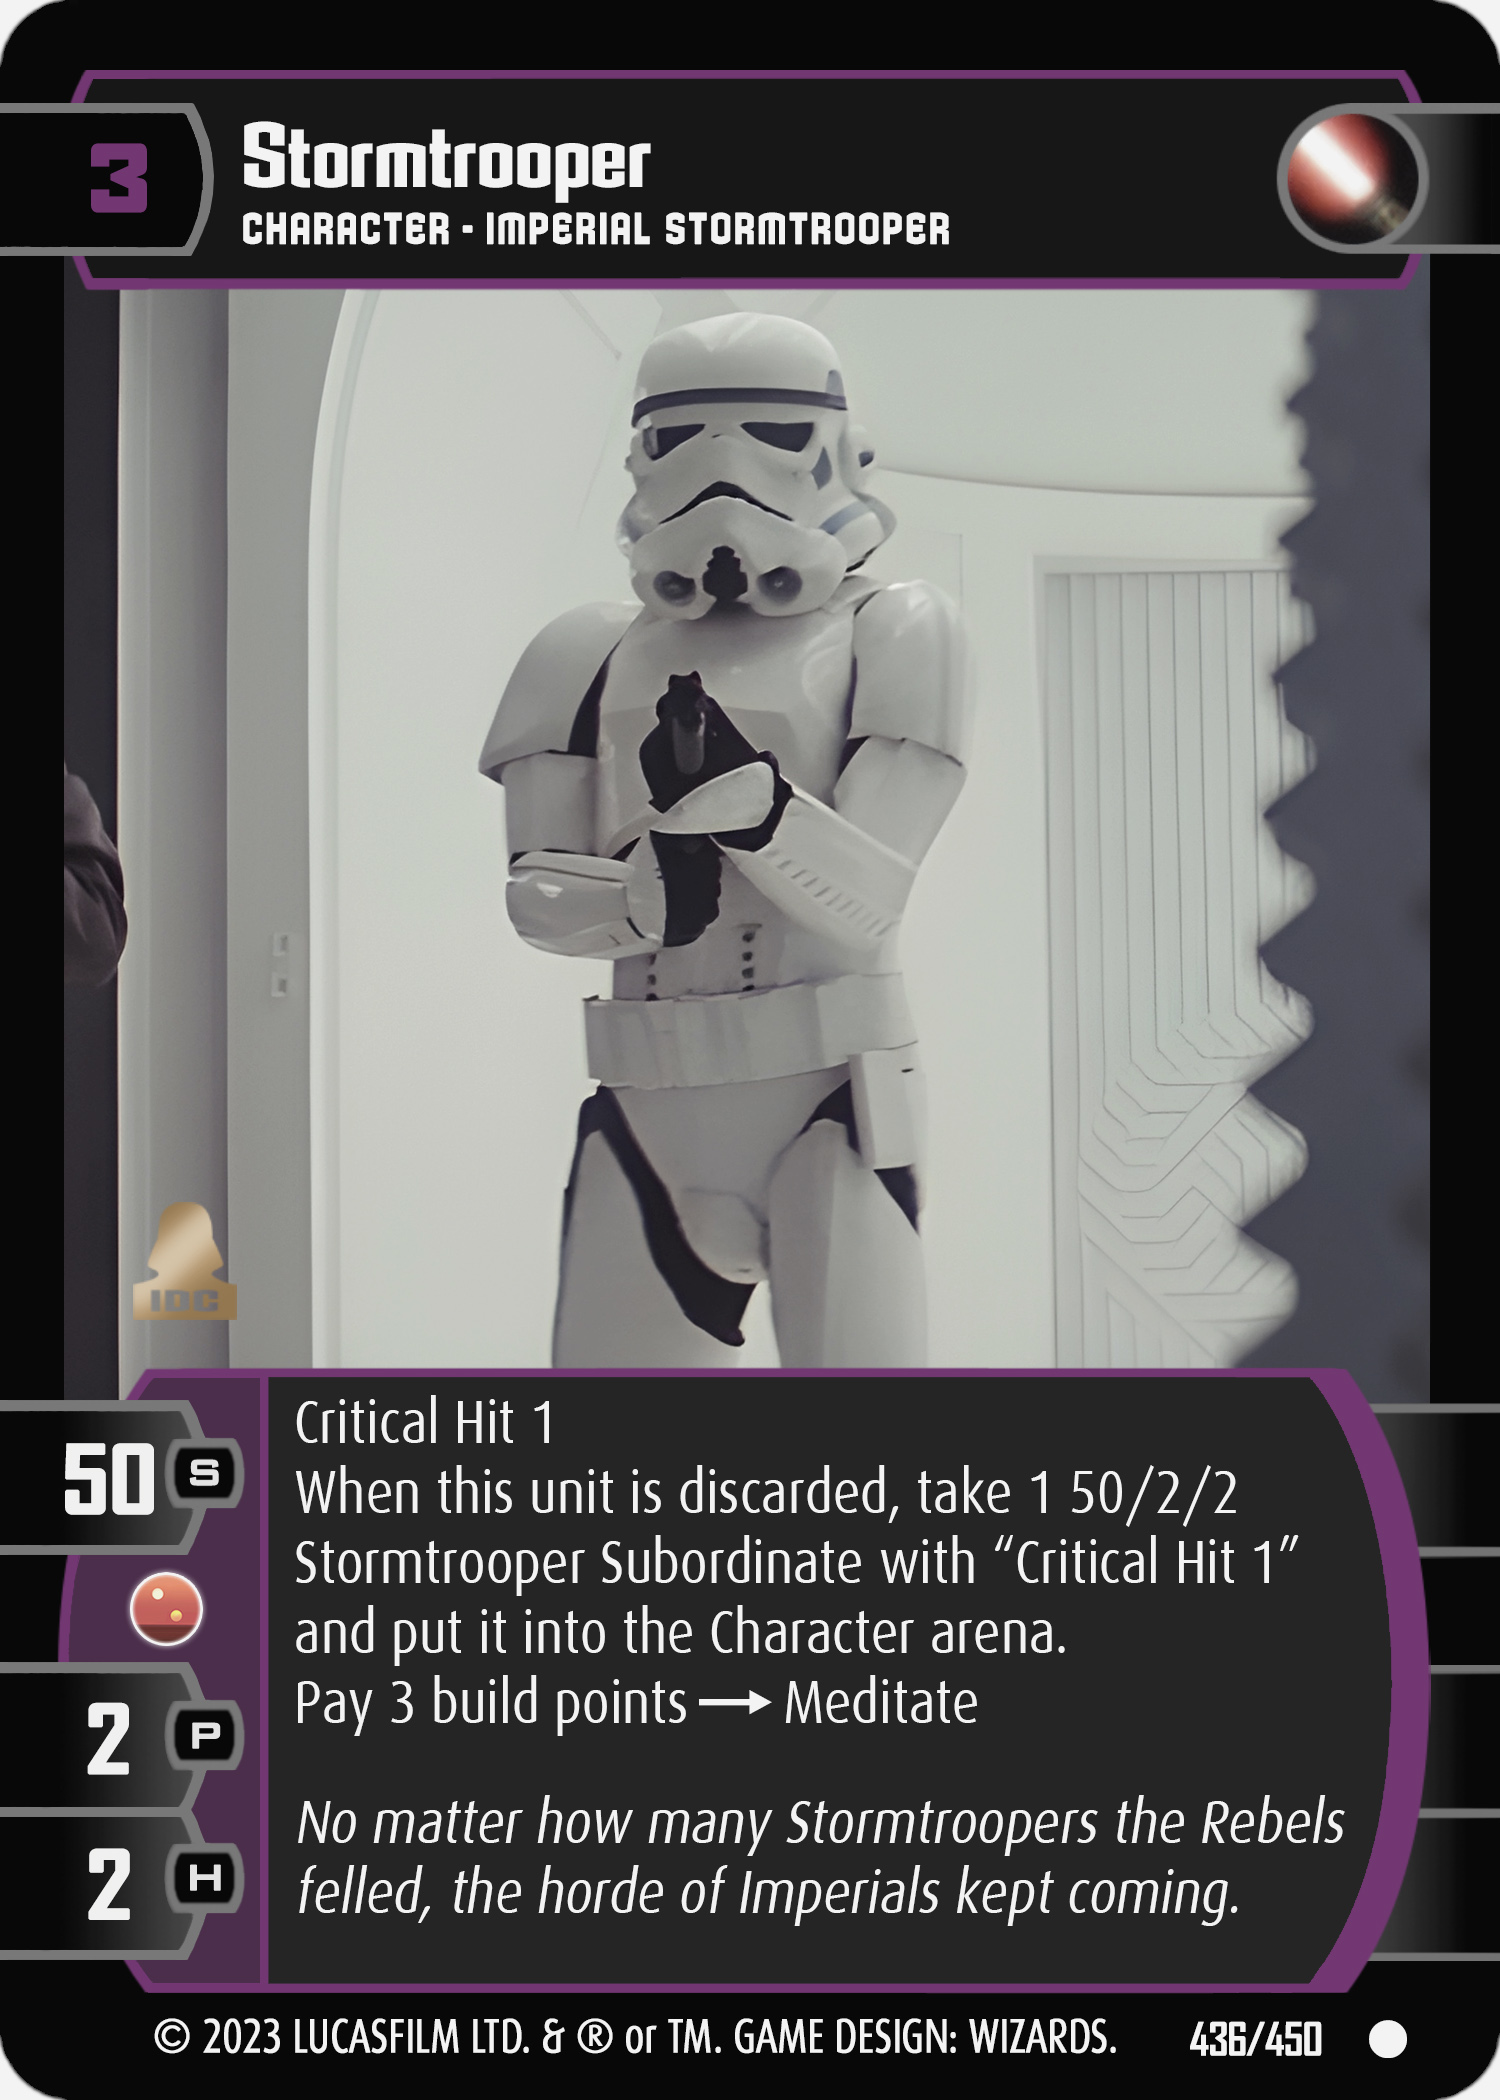 3
Stormtrooper
CHARACTER - IMPERIAL STORMTROOPER
IDC
50 S
2 P
2 H
Critical Hit 1
When this unit is discarded, take 1 50/2/2
Stormtrooper Subordinate with “Critical Hit 1”
and put it into the Character arena.
Pay 3 build points → Meditate
No matter how many Stormtroopers the Rebels
felled, the horde of Imperials kept coming.
© 2023 LUCASFILM LTD. & ® or TM. GAME DESIGN: WIZARDS.
436/450